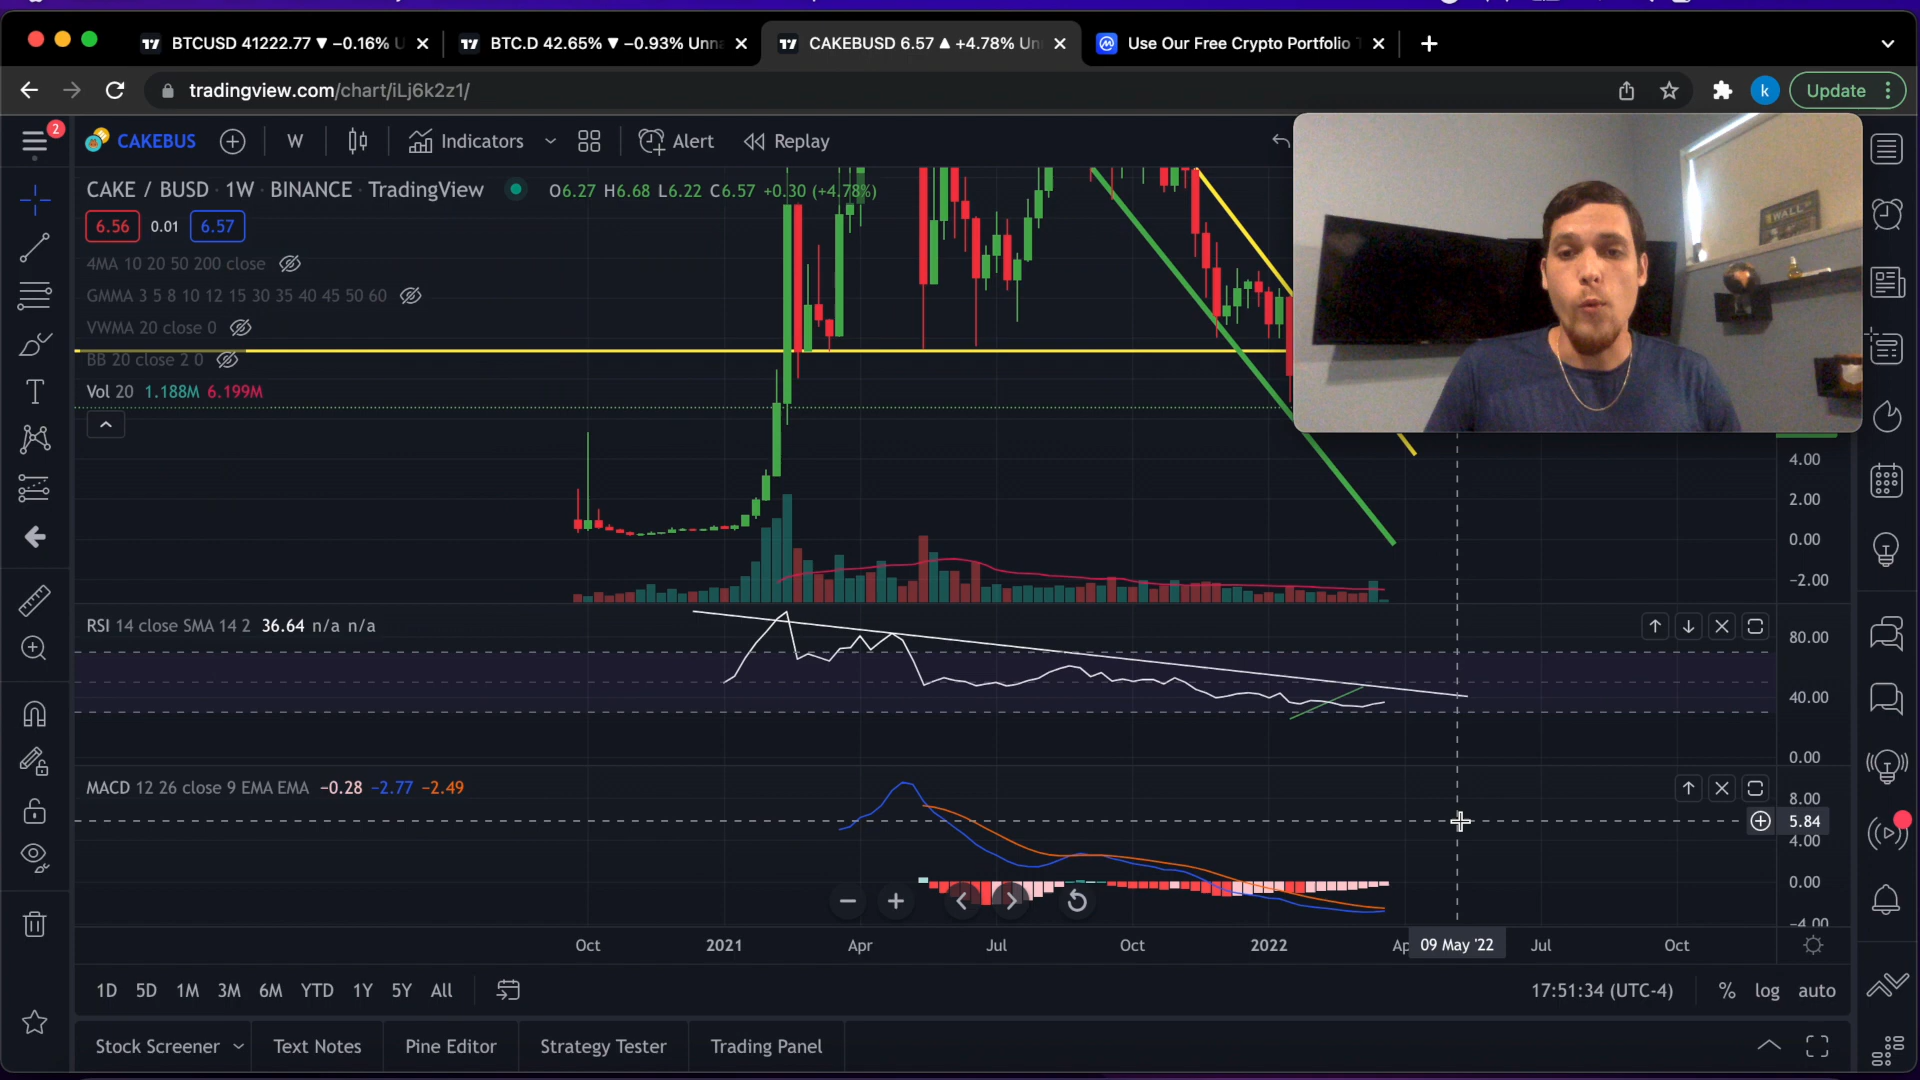 BTCUSD 41222.77 ▼ −0.16% U
BTC.D 42.65% ▼ −0.93% Unna
CAKEBUSD 6.57 ▲ +4.78% Un
Use Our Free Crypto Portfolio T
tradingview.com/chart/iLj6k2z1/
k
Update
2
CAKEBUS
W
Indicators
Alert
Replay
CAKE / BUSD · 1W · BINANCE · TradingView
O6.27 H6.68 L6.22 C6.57 +0.30 (+4.78%)
6.56
0.01
6.57
4MA 10 20 50 200 close
GMMA 3 5 8 10 12 15 30 35 40 45 50 60
VWMA 20 close 0
BB 20 close 2 0
Vol 20 1.188M 6.199M
WALL
4.00
2.00
0.00
−2.00
RSI 14 close SMA 14 2 36.64 n/a n/a
80.00
40.00
0.00
MACD 12 26 close 9 EMA EMA −0.28 −2.77 −2.49
8.00
5.84
4.00
0.00
−4.00
Oct
2021
Apr
Jul
Oct
2022
Ap
09 May '22
Jul
Oct
1D 5D 1M 3M 6M YTD 1Y 5Y All
17:51:34 (UTC-4)
% log auto
Stock Screener
Text Notes
Pine Editor
Strategy Tester
Trading Panel